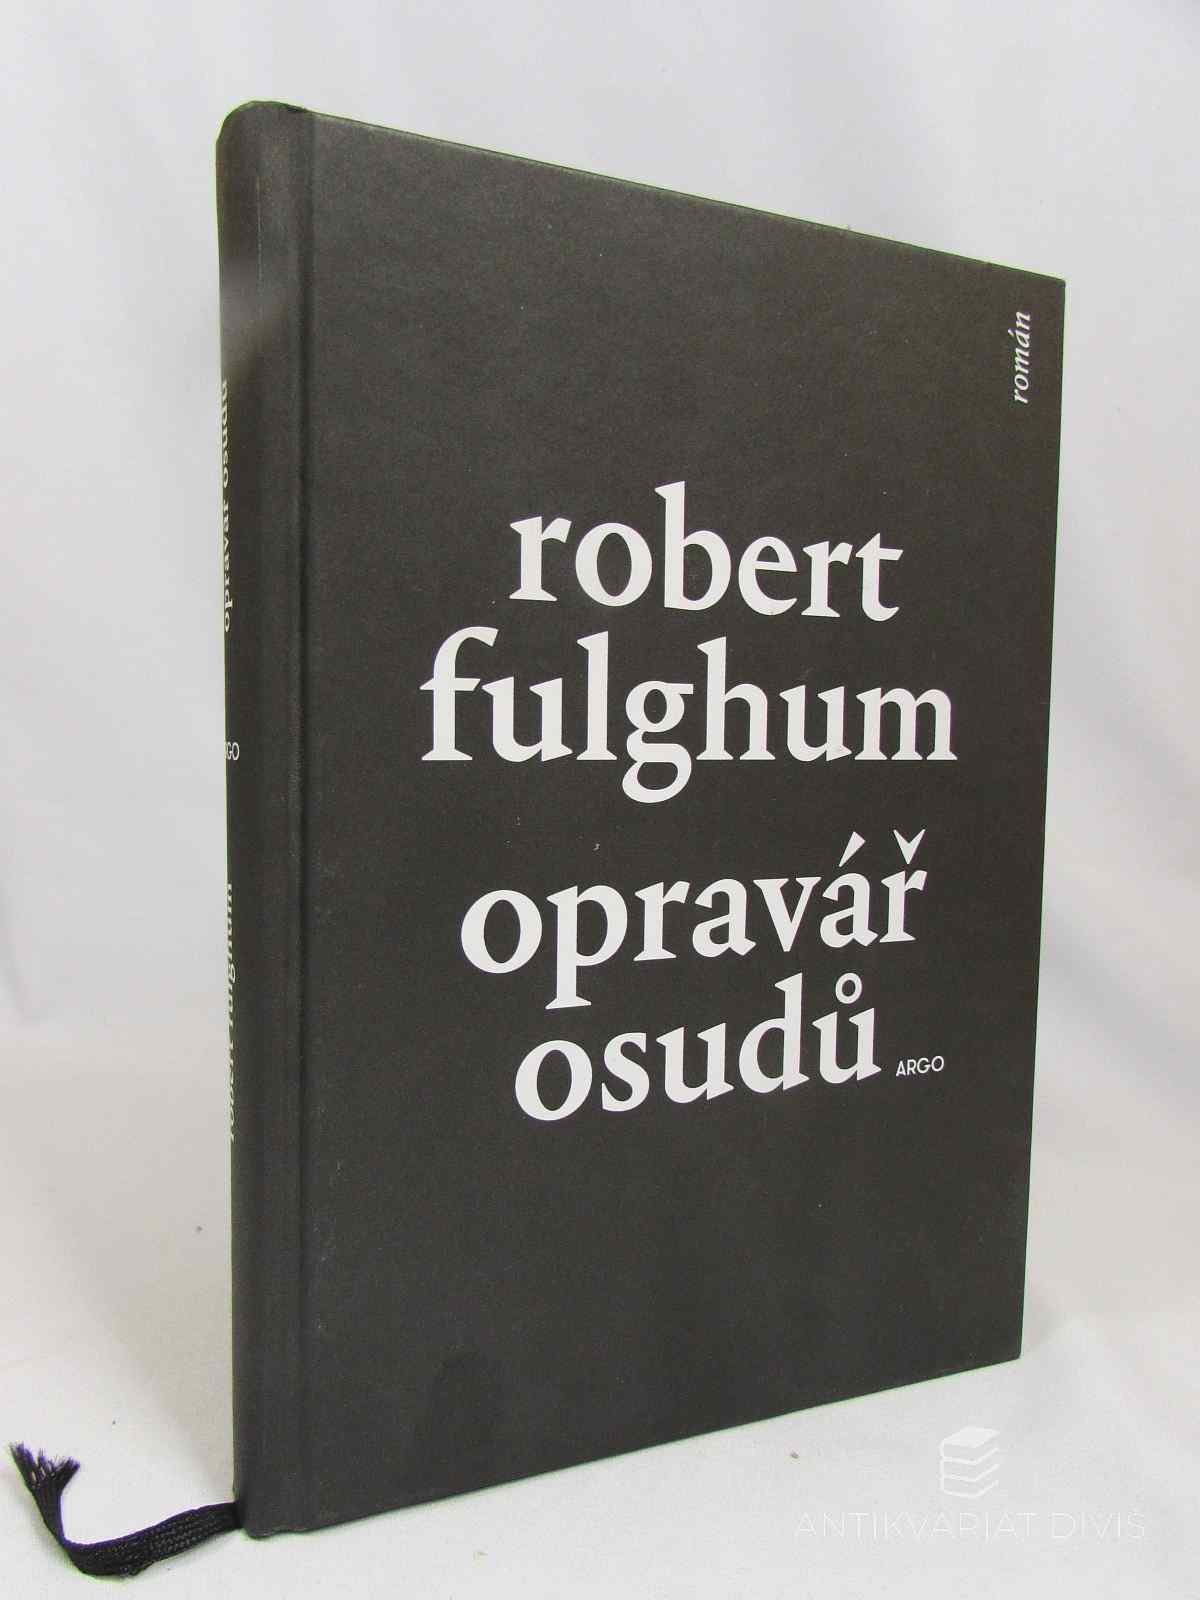 román
robert
fulghum
opravář
osudů
ARGO
opravář osudů
robert fulghum
ANTIKVARIÁT DIVIŠ